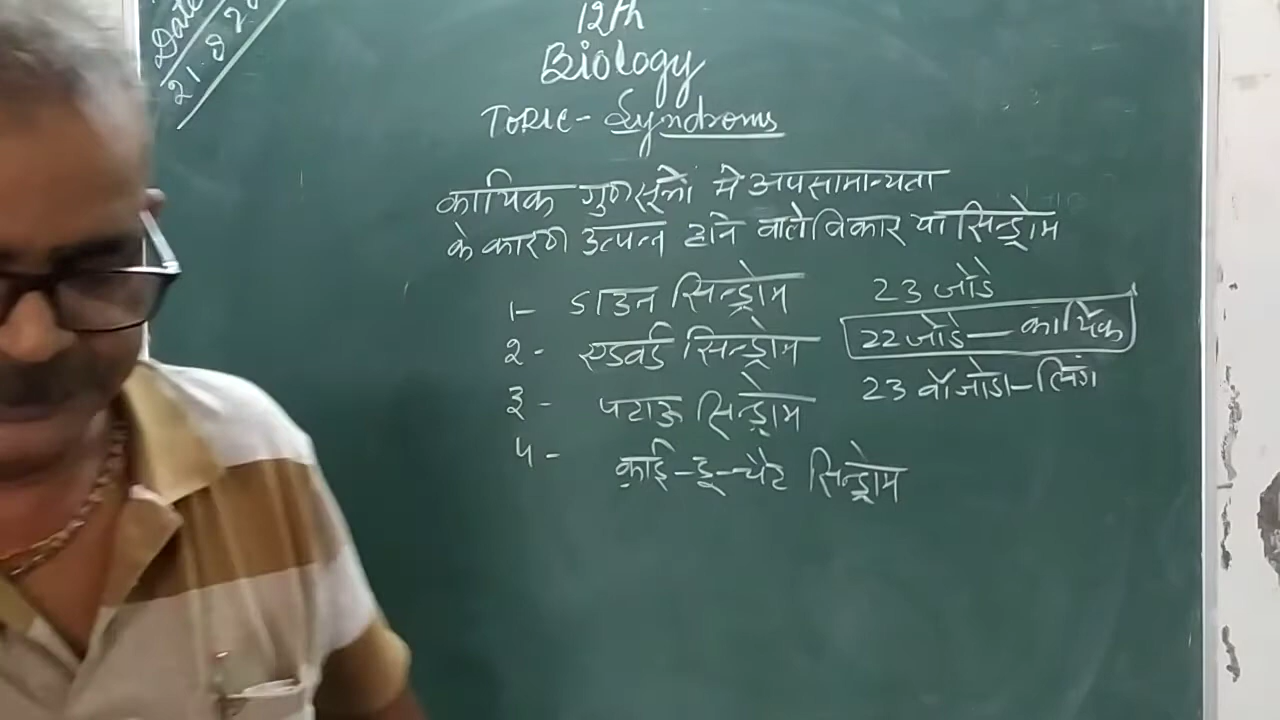 Date
12th
Biology
TOPIC- Syndroms
कायिक गुणसूत्रों में अपसामान्यता
के कारण उत्पन्न होने वाले विकार या सिन्ड्रोम
1- डाउन सिन्ड्रोम
2- एडवर्ड सिन्ड्रोम
3- पटाऊ सिन्ड्रोम
4- क्राई-डू-चैट सिन्ड्रोम
23 जोडे
22 जोडे — कायिक
23 वाँ जोडा - लिंग